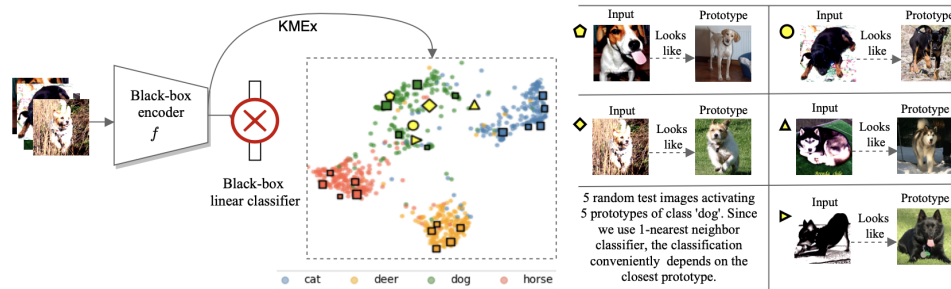 KMEx
Black-box
encoder
f
Black-box
linear classifier
cat
deer
dog
horse
Input
Prototype
Looks
like
Input
Prototype
Looks
like
Input
Prototype
Looks
like
Input
Prototype
Looks
like
5 random test images activating
5 prototypes of class 'dog'. Since
we use 1-nearest neighbor
classifier, the classification
conveniently depends on the
closest prototype.
Input
Prototype
Looks
like